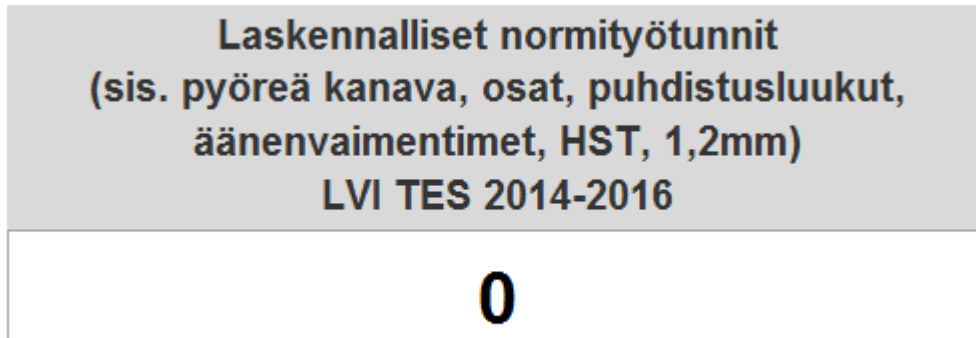 Laskennalliset normityötunnit
(sis. pyöreä kanava, osat, puhdistusluukut,
äänenvaimentimet, HST, 1,2mm)
LVI TES 2014-2016
0